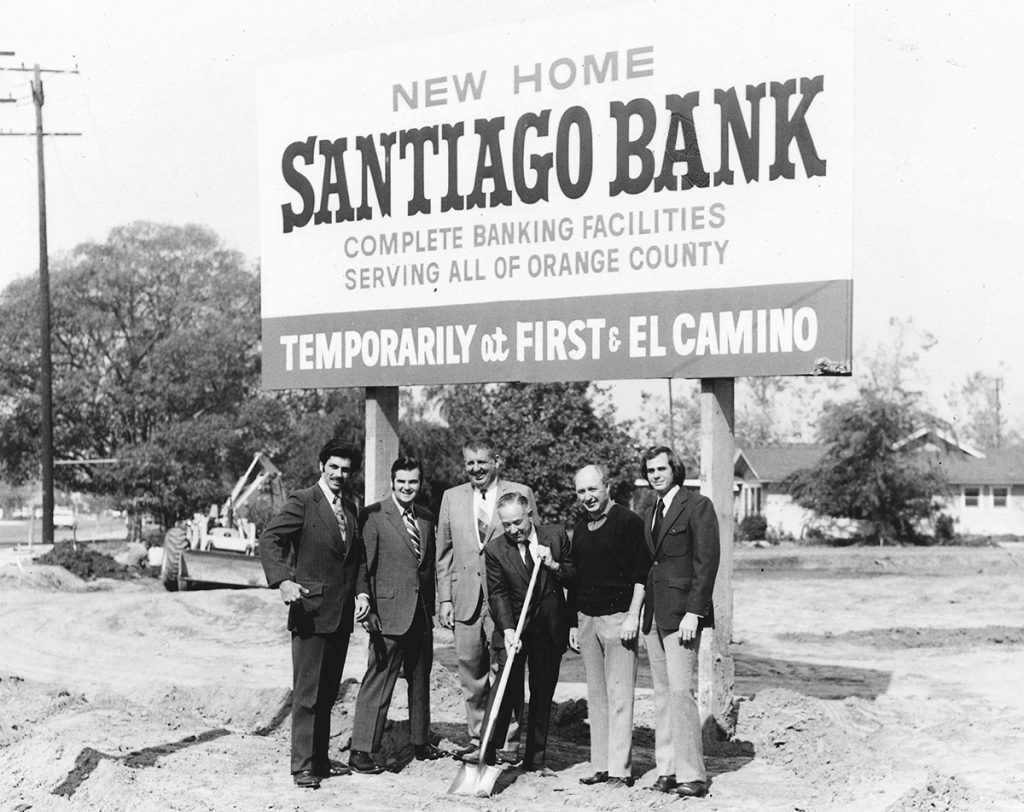 NEW HOME
SANTIAGO BANK
COMPLETE BANKING FACILITIES
SERVING ALL OF ORANGE COUNTY
TEMPORARILY at FIRST & EL CAMINO